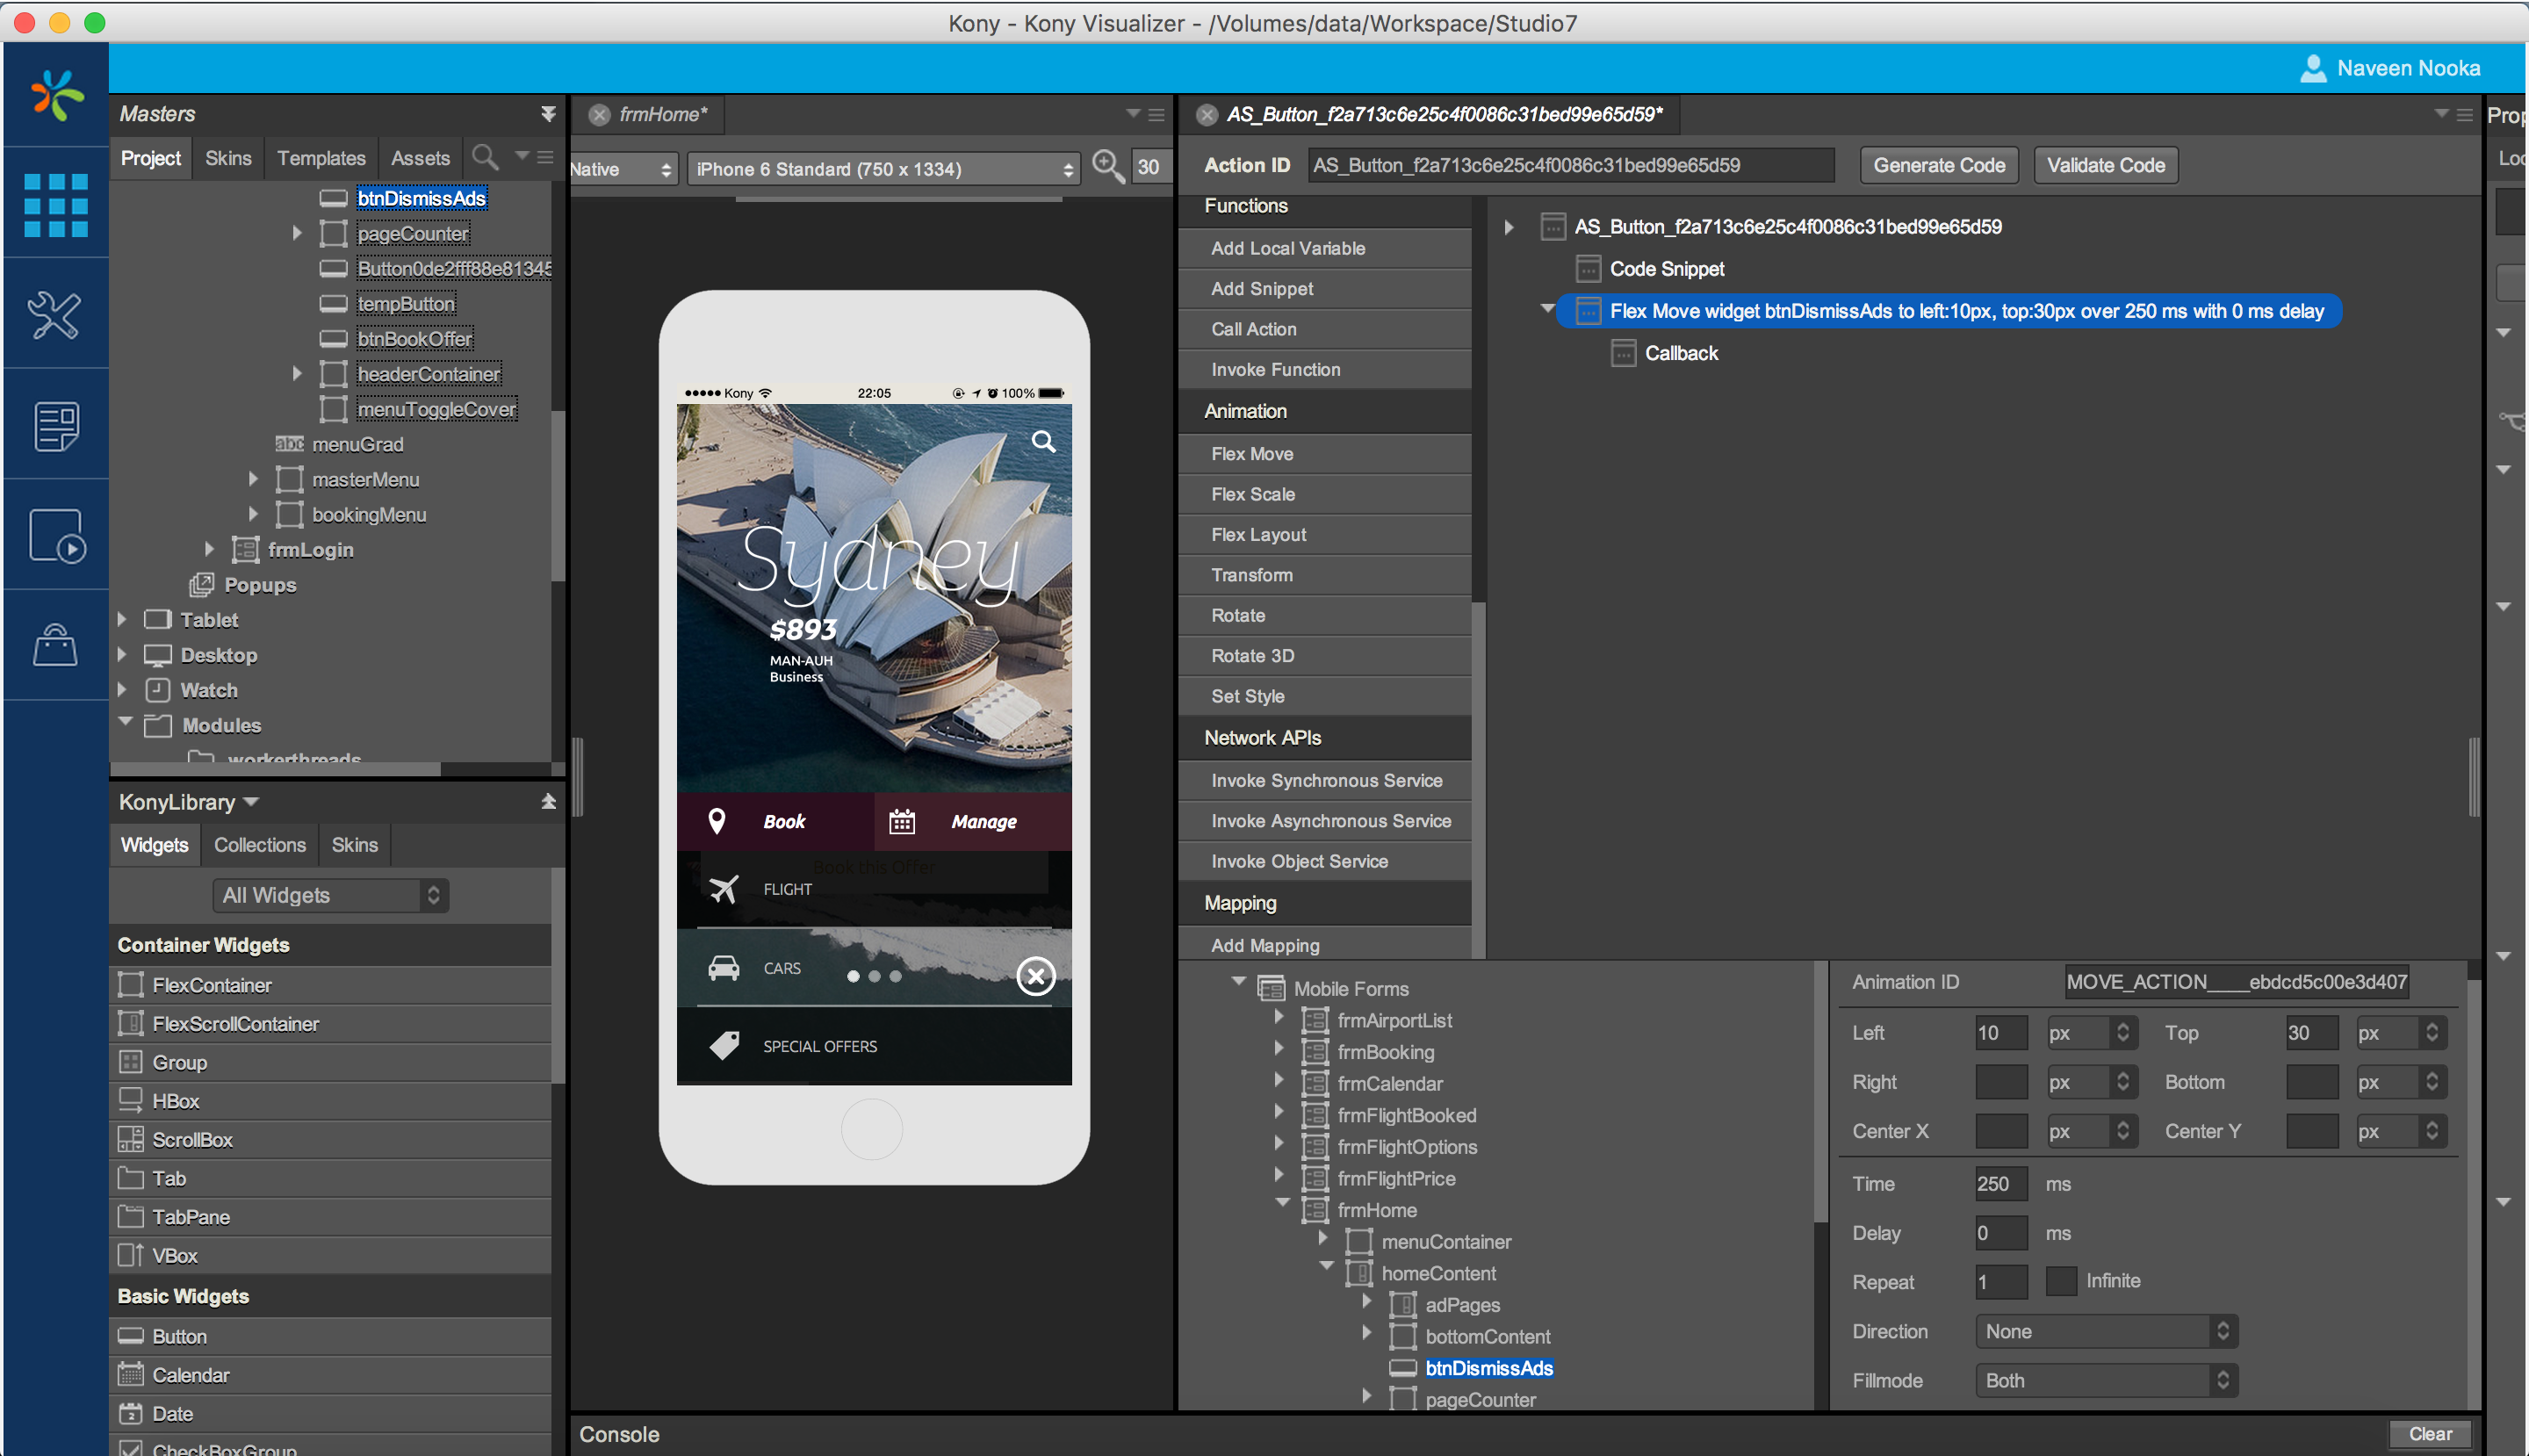 Kony - Kony Visualizer - /Volumes/data/Workspace/Studio7
Naveen Nooka
Masters
Project Skins Templates Assets
btnDismissAds
pageCounter
Button0de2fff88e81345
tempButton
btnBookOffer
headerContainer
menuToggleCover
abc menuGrad
masterMenu
bookingMenu
frmLogin
Popups
Tablet
Desktop
Watch
Modules
workerthreads
KonyLibrary
Widgets Collections Skins
All Widgets
Container Widgets
FlexContainer
FlexScrollContainer
Group
HBox
ScrollBox
Tab
TabPane
VBox
Basic Widgets
Button
Calendar
Date
CheckBoxGroup
frmHome*
Native iPhone 6 Standard (750 x 1334) 30
Kony 22:05 100%
Sydney
$893
MAN-AUH
Business
Book Manage
Book this Offer
FLIGHT
CARS
SPECIAL OFFERS
AS_Button_f2a713c6e25c4f0086c31bed99e65d59*
Action ID AS_Button_f2a713c6e25c4f0086c31bed99e65d59 Generate Code Validate Code
Functions
Add Local Variable
Add Snippet
Call Action
Invoke Function
Animation
Flex Move
Flex Scale
Flex Layout
Transform
Rotate
Rotate 3D
Set Style
Network APIs
Invoke Synchronous Service
Invoke Asynchronous Service
Invoke Object Service
Mapping
Add Mapping
AS_Button_f2a713c6e25c4f0086c31bed99e65d59
Code Snippet
Flex Move widget btnDismissAds to left:10px, top:30px over 250 ms with 0 ms delay
Callback
Mobile Forms
frmAirportList
frmBooking
frmCalendar
frmFlightBooked
frmFlightOptions
frmFlightPrice
frmHome
menuContainer
homeContent
adPages
bottomContent
btnDismissAds
pageCounter
Animation ID MOVE_ACTION____ebdcd5c00e3d407
Left 10 px Top 30 px
Right px Bottom px
Center X px Center Y px
Time 250 ms
Delay 0 ms
Repeat 1 Infinite
Direction None
Fillmode Both
Console Clear